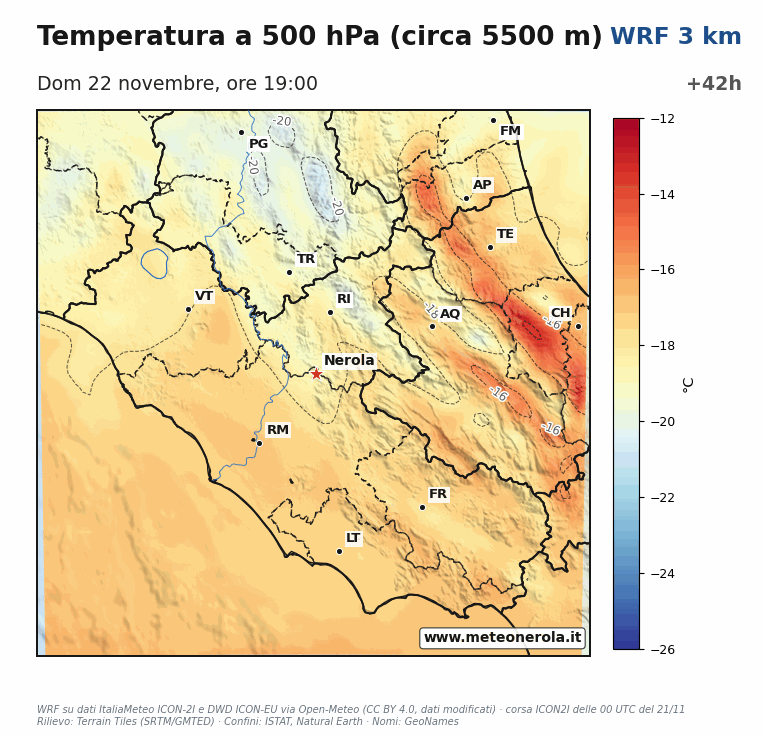 Temperatura a 500 hPa (circa 5500 m) WRF 3 km
Dom 22 novembre, ore 19:00 +42h
-20
FM
PG
-20
AP
-20
TE
TR
VT
RI
-18
AQ
CH
-16
Nerola
-16
-16
RM
FR
LT
www.meteonerola.it
−12
−14
−16
−18
−20
−22
−24
−26
°C
WRF su dati ItaliaMeteo ICON-2I e DWD ICON-EU via Open-Meteo (CC BY 4.0, dati modificati) · corsa ICON2I delle 00 UTC del 21/11
Rilievo: Terrain Tiles (SRTM/GMTED) · Confini: ISTAT, Natural Earth · Nomi: GeoNames